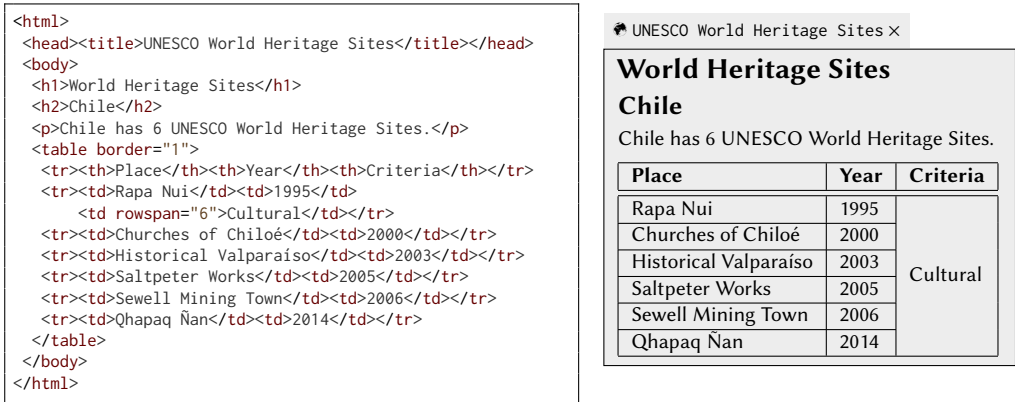 <html>
<head><title>UNESCO World Heritage Sites</title></head>
<body>
<h1>World Heritage Sites</h1>
<h2>Chile</h2>
<p>Chile has 6 UNESCO World Heritage Sites.</p>
<table border="1">
<tr><th>Place</th><th>Year</th><th>Criteria</th></tr>
<tr><td>Rapa Nui</td><td>1995</td>
<td rowspan="6">Cultural</td></tr>
<tr><td>Churches of Chiloé</td><td>2000</td></tr>
<tr><td>Historical Valparaíso</td><td>2003</td></tr>
<tr><td>Saltpeter Works</td><td>2005</td></tr>
<tr><td>Sewell Mining Town</td><td>2006</td></tr>
<tr><td>Qhapaq Ñan</td><td>2014</td></tr>
</table>
</body>
</html>
UNESCO World Heritage Sites ×
World Heritage Sites
Chile
Chile has 6 UNESCO World Heritage Sites.
Place Year Criteria
Rapa Nui 1995
Churches of Chiloé 2000
Historical Valparaíso 2003
Cultural
Saltpeter Works 2005
Sewell Mining Town 2006
Qhapaq Ñan 2014